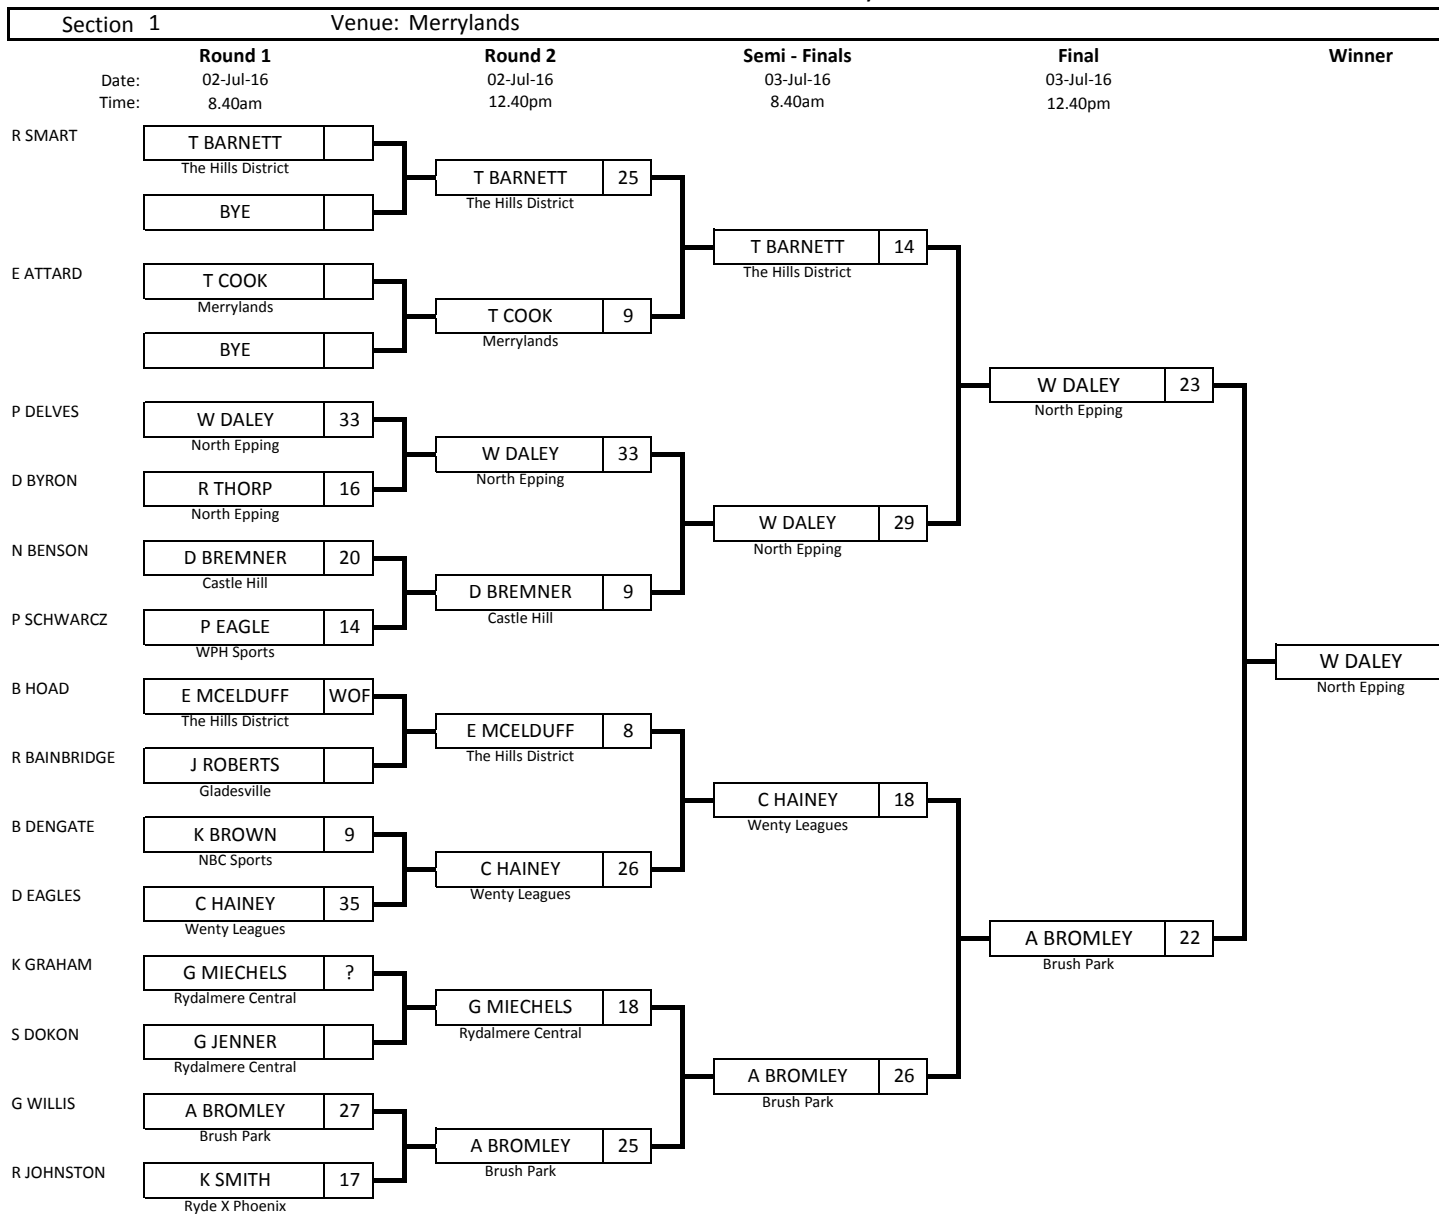 Section 1 Venue: Merrylands
Round 1 Round 2 Semi - Finals Final Winner
Date: 02-Jul-16 02-Jul-16 03-Jul-16 03-Jul-16
Time: 8.40am 12.40pm 8.40am 12.40pm
R SMART
T BARNETT
The Hills District
T BARNETT 25
The Hills District
BYE
T BARNETT 14
The Hills District
E ATTARD
T COOK
Merrylands
T COOK 9
Merrylands
BYE
W DALEY 23
North Epping
P DELVES
W DALEY 33
North Epping
W DALEY 33
North Epping
D BYRON
R THORP 16
North Epping
W DALEY 29
North Epping
N BENSON
D BREMNER 20
Castle Hill
D BREMNER 9
Castle Hill
P SCHWARCZ
P EAGLE 14
WPH Sports
W DALEY
North Epping
B HOAD
E MCELDUFF WOF
The Hills District
E MCELDUFF 8
The Hills District
R BAINBRIDGE
J ROBERTS
Gladesville
C HAINEY 18
Wenty Leagues
B DENGATE
K BROWN 9
NBC Sports
C HAINEY 26
Wenty Leagues
D EAGLES
C HAINEY 35
Wenty Leagues
A BROMLEY 22
Brush Park
K GRAHAM
G MIECHELS ?
Rydalmere Central
G MIECHELS 18
Rydalmere Central
S DOKON
G JENNER
Rydalmere Central
A BROMLEY 26
Brush Park
G WILLIS
A BROMLEY 27
Brush Park
A BROMLEY 25
Brush Park
R JOHNSTON
K SMITH 17
Ryde X Phoenix